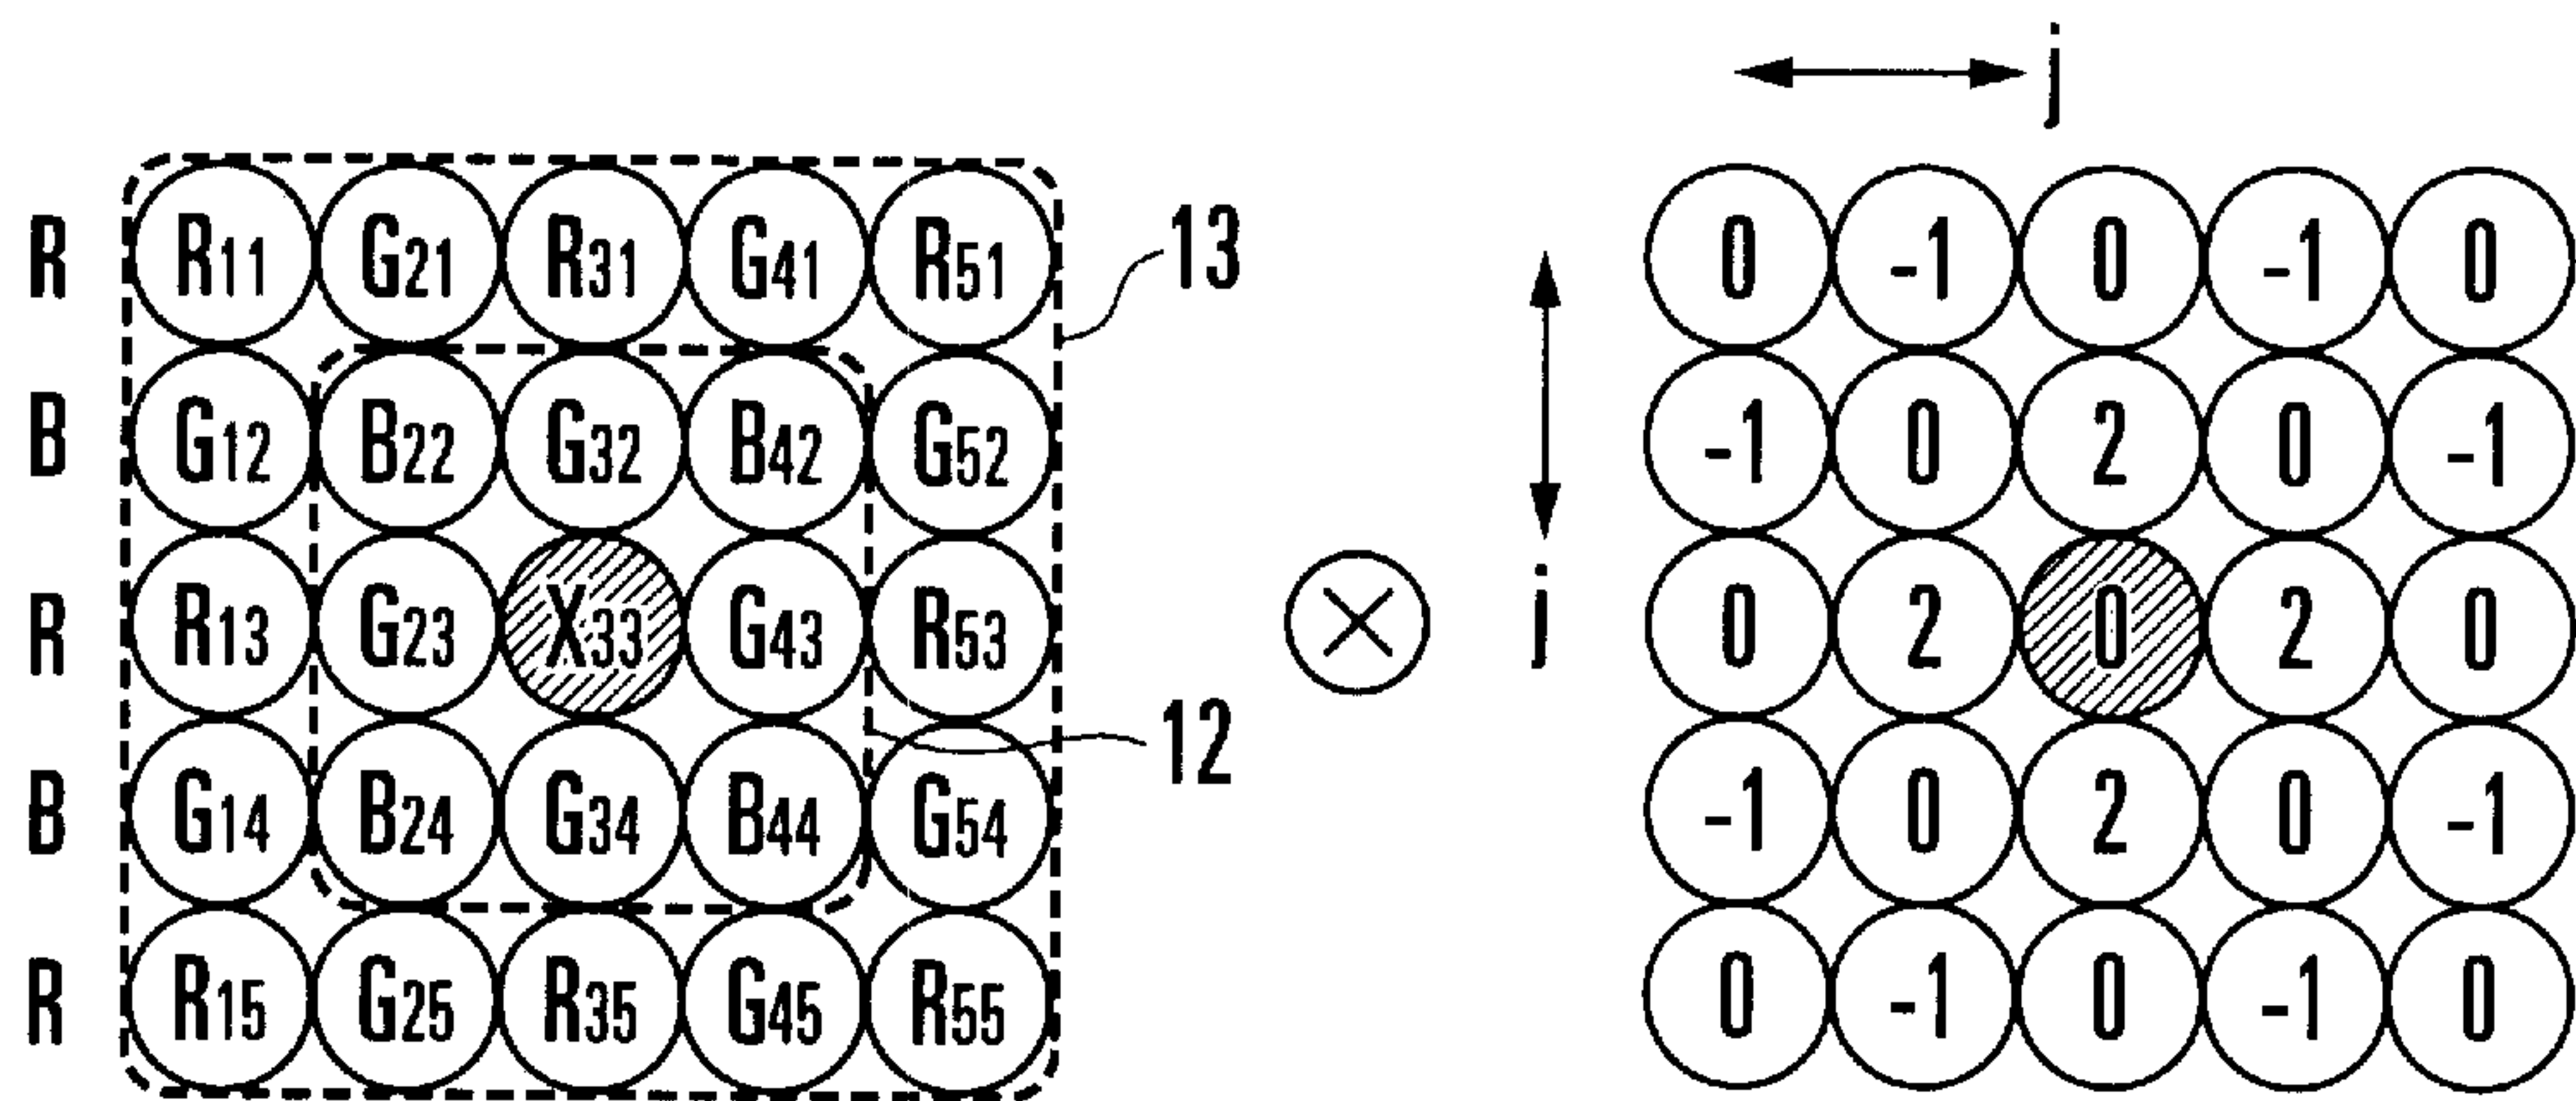 j
R R11 G21 R31 G41 R51 13 0 -1 0 -1 0
B G12 B22 G32 B42 G52 -1 0 2 0 -1
R R13 G23 X33 G43 R53 j 0 2 0 2 0
12
B G14 B24 G34 B44 G54 -1 0 2 0 -1
R R15 G25 R35 G45 R55 0 -1 0 -1 0